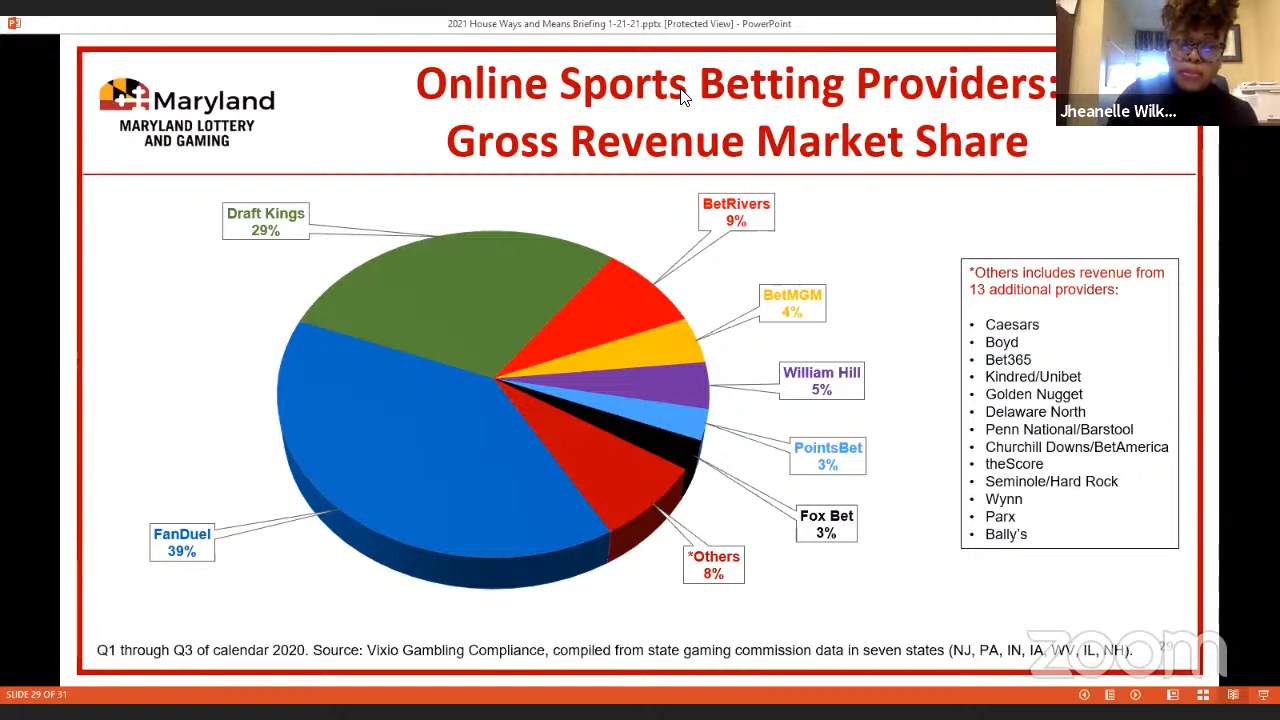 2021 House Ways and Means Briefing 1-21-21.pptx [Protected View] - PowerPoint
Jheanelle Wilk...
Maryland
MARYLAND LOTTERY
AND GAMING
Online Sports Betting Providers:
Gross Revenue Market Share
Draft Kings
29%
BetRivers
9%
BetMGM
4%
William Hill
5%
PointsBet
3%
Fox Bet
3%
*Others
8%
FanDuel
39%
*Others includes revenue from
13 additional providers:
• Caesars
• Boyd
• Bet365
• Kindred/Unibet
• Golden Nugget
• Delaware North
• Penn National/Barstool
• Churchill Downs/BetAmerica
• theScore
• Seminole/Hard Rock
• Wynn
• Parx
• Bally's
Q1 through Q3 of calendar 2020. Source: Vixio Gambling Compliance, compiled from state gaming commission data in seven states (NJ, PA, IN, IA, WV, IL, NH).
29
zoom
SLIDE 29 OF 31